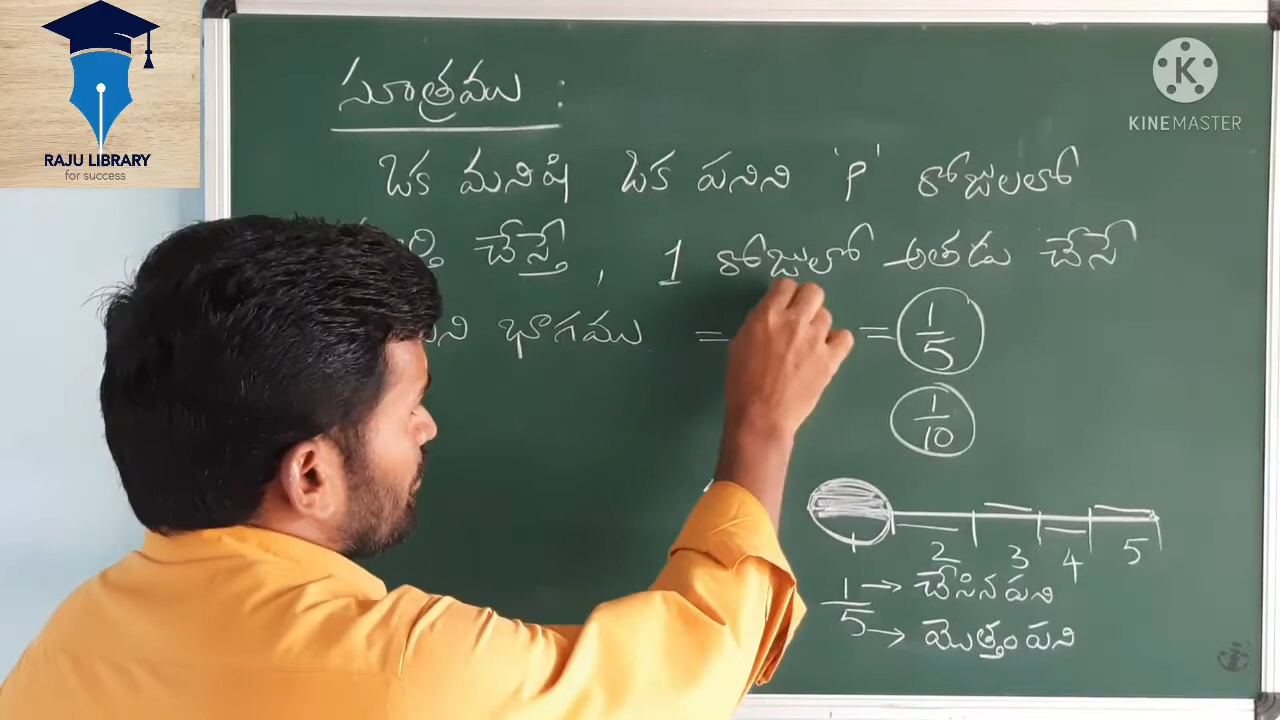 RAJU LIBRARY
for success
KINEMASTER
సూత్రము :
ఒక మనిషి ఒక పనిని 'P' రోజులలో
చేస్తే , 1 రోజులో అతడు చేసే
భాగము = = 1/5
1/10
2 3 4 5
1/5 → చేసినపని
→ మొత్తంపని